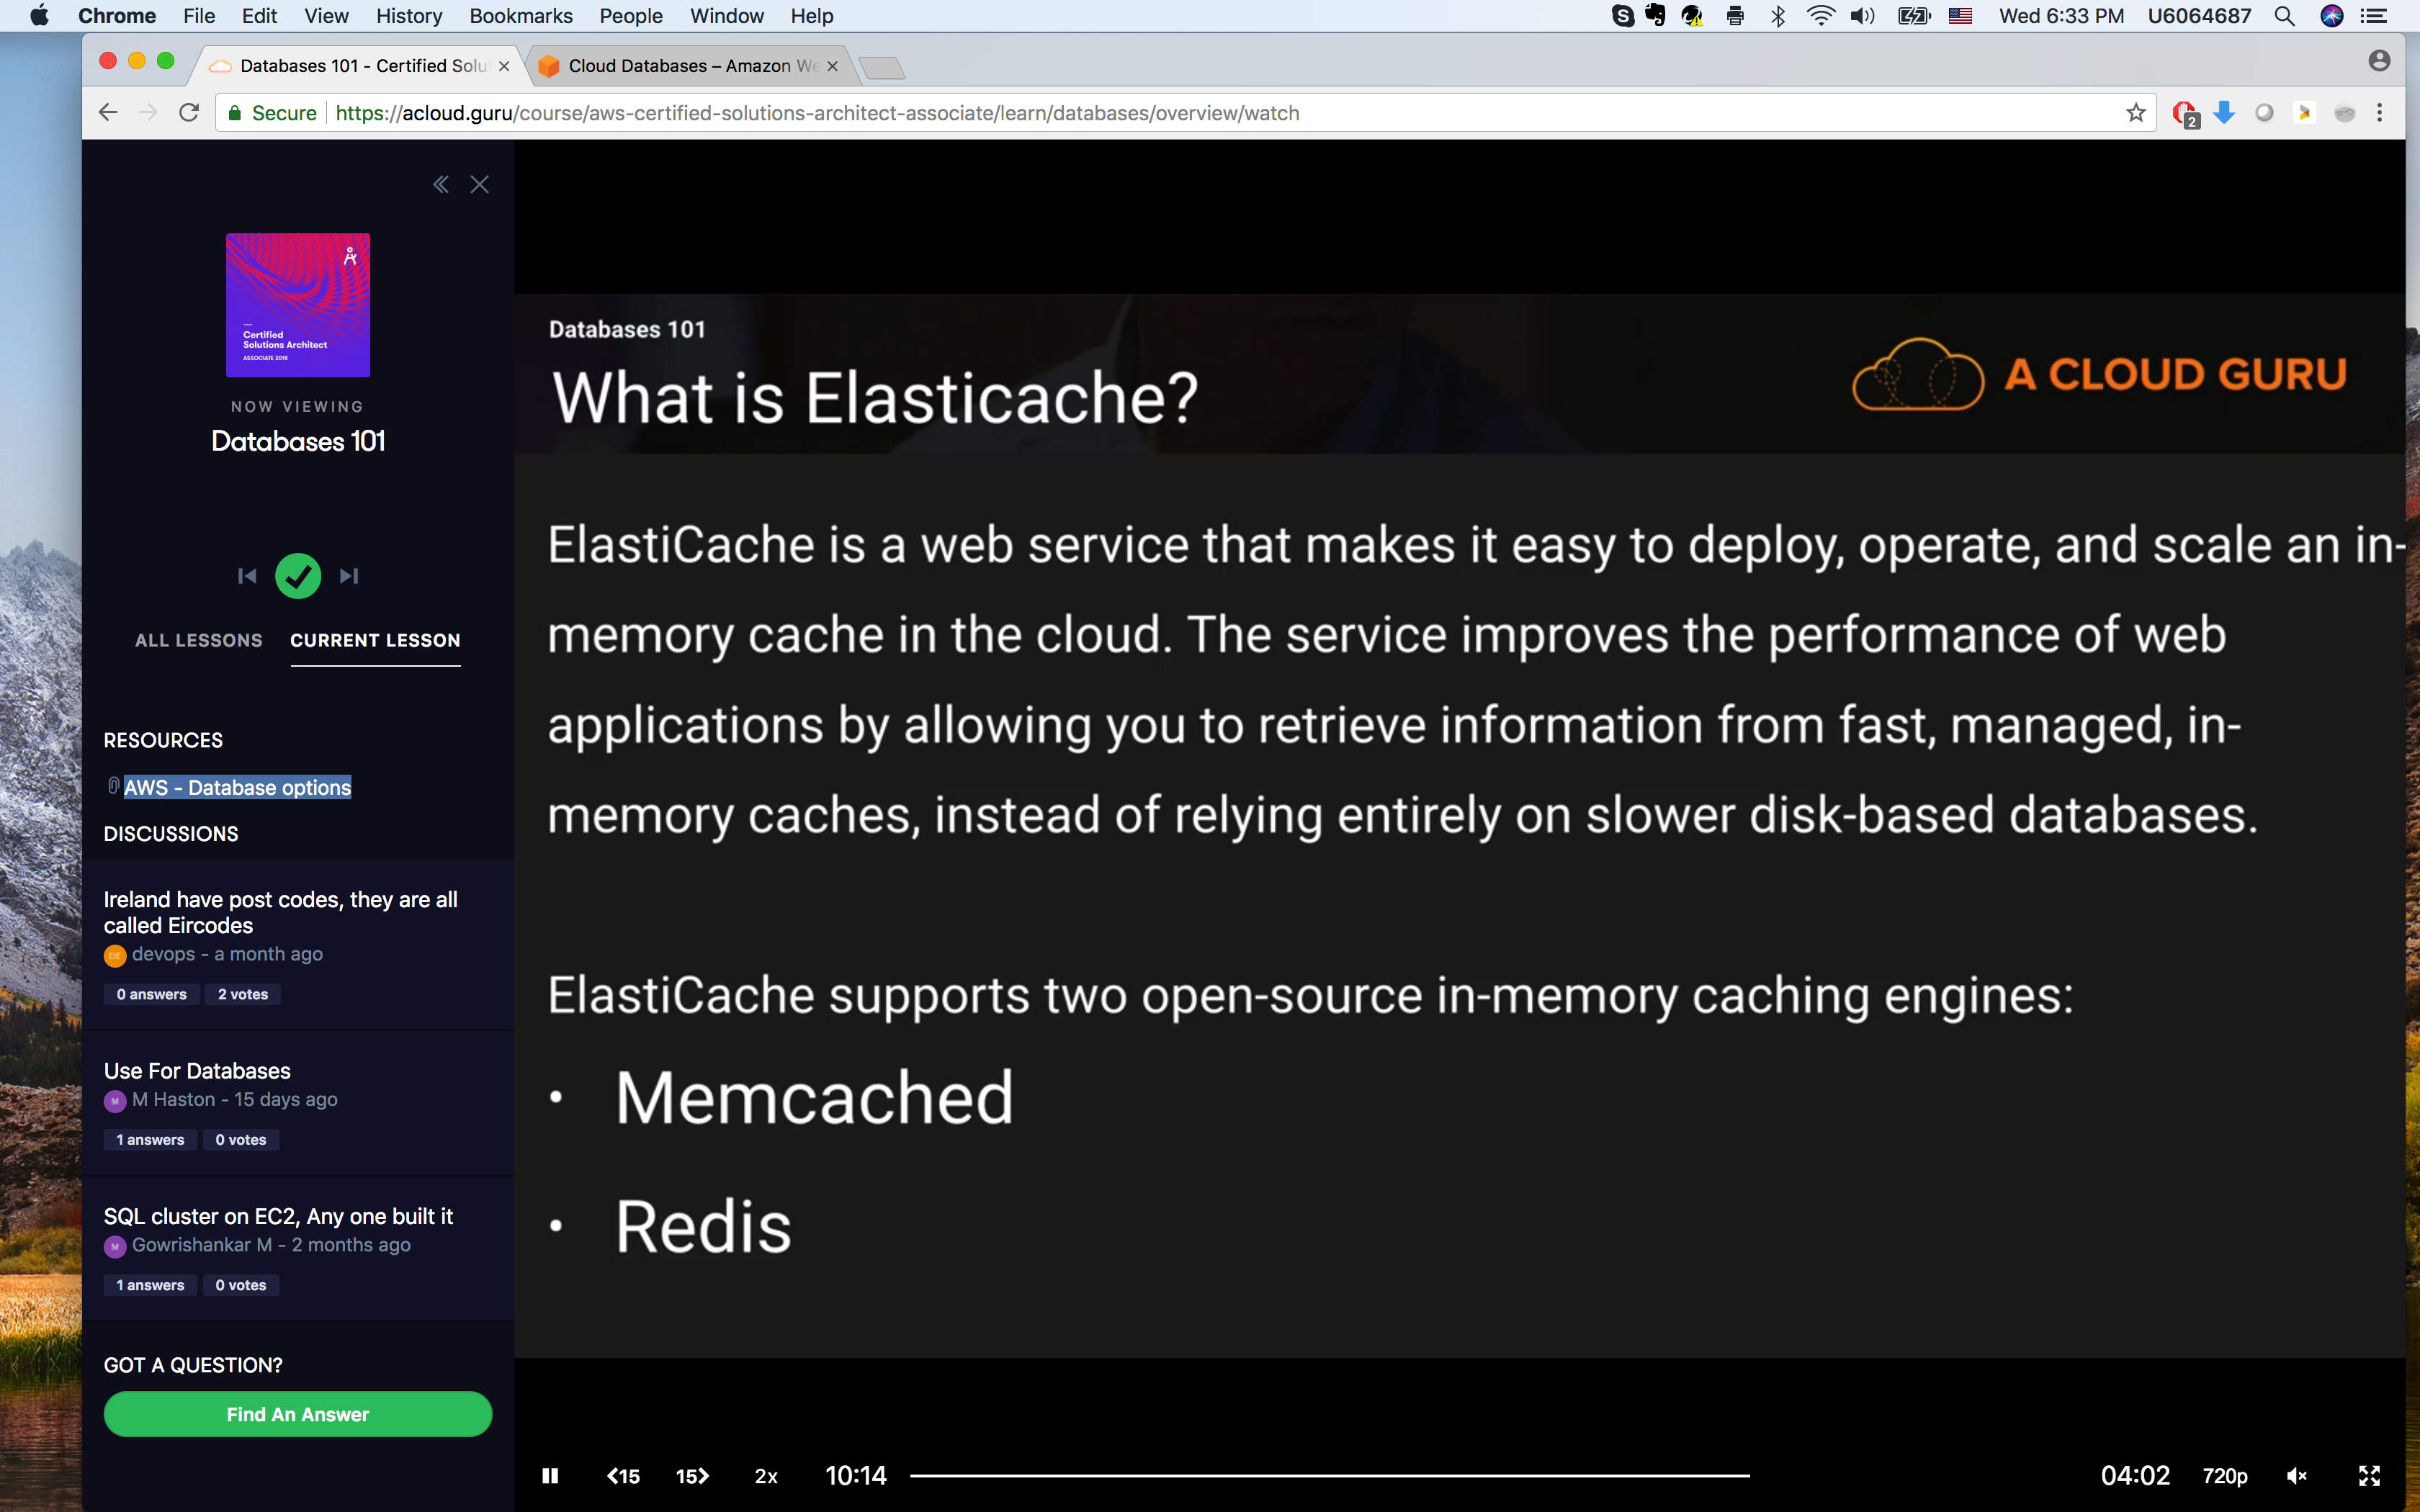 Chrome File Edit View History Bookmarks People Window Help Wed 6:33 PM U6064687
Databases 101 - Certified Solu Cloud Databases – Amazon We
Secure https://acloud.guru/course/aws-certified-solutions-architect-associate/learn/databases/overview/watch
2
Certified
Solutions Architect
ASSOCIATE 2018
NOW VIEWING
Databases 101
ALL LESSONS CURRENT LESSON
RESOURCES
AWS - Database options
DISCUSSIONS
Ireland have post codes, they are all
called Eircodes
DE devops - a month ago
0 answers 2 votes
Use For Databases
M M Haston - 15 days ago
1 answers 0 votes
SQL cluster on EC2, Any one built it
M Gowrishankar M - 2 months ago
1 answers 0 votes
GOT A QUESTION?
Find An Answer
Databases 101
What is Elasticache?
A CLOUD GURU
ElastiCache is a web service that makes it easy to deploy, operate, and scale an in-
memory cache in the cloud. The service improves the performance of web
applications by allowing you to retrieve information from fast, managed, in-
memory caches, instead of relying entirely on slower disk-based databases.
ElastiCache supports two open-source in-memory caching engines:
• Memcached
• Redis
15 15 2x 10:14 04:02 720p